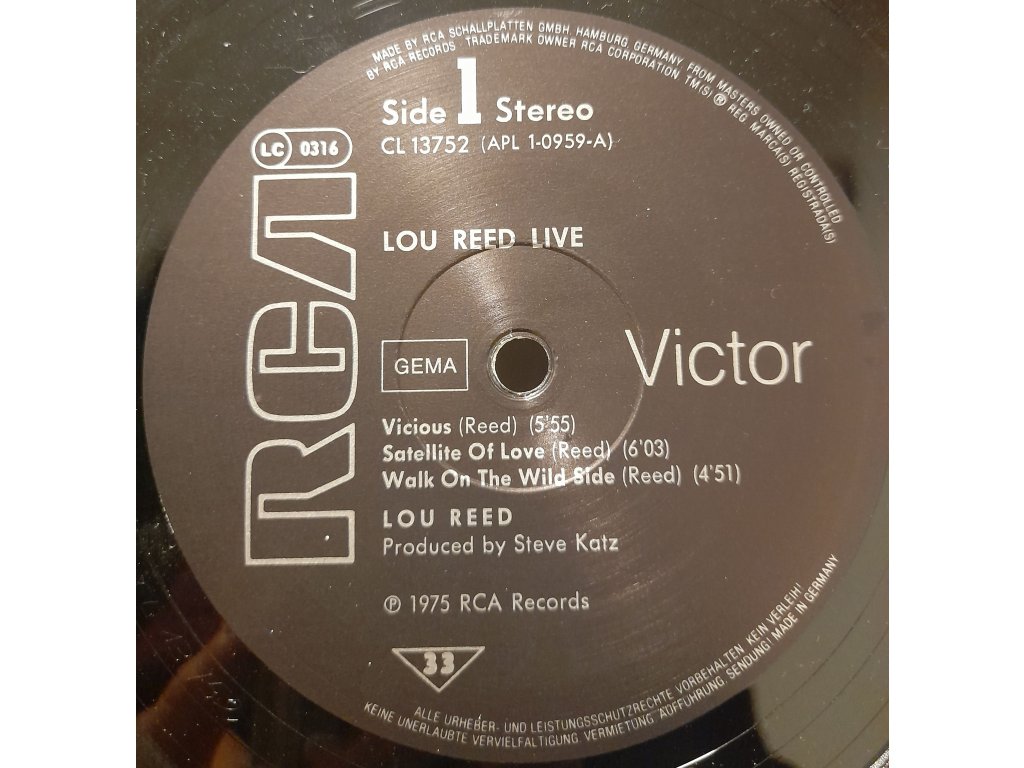 MADE BY RCA SCHALLPLATTEN GMBH, HAMBURG, GERMANY, FROM MASTERS OWNED OR CONTROLLED
BY RCA RECORDS · TRADEMARK OWNER RCA CORPORATION TM(S) ® REG MARCA(S) REGISTRADA(S)
Side 1 Stereo
CL 13752 (APL 1-0959-A)
LC 0316
RCA
LOU REED LIVE
Victor
GEMA
Vicious (Reed) (5'55)
Satellite Of Love (Reed) (6'03)
Walk On The Wild Side (Reed) (4'51)
LOU REED
Produced by Steve Katz
℗ 1975 RCA Records
33
ALLE URHEBER- UND LEISTUNGSSCHUTZRECHTE VORBEHALTEN. KEIN VERLEIH!
KEINE UNERLAUBTE VERVIELFÄLTIGUNG, VERMIETUNG, AUFFÜHRUNG, SENDUNG! MADE IN GERMANY